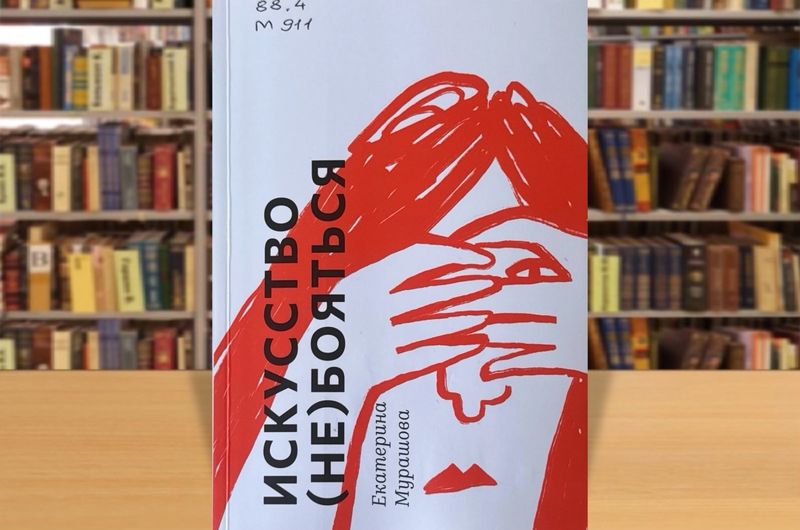 88.4
М 911
ИСКУССТВО
(НЕ)БОЯТЬСЯ
Екатерина
Мурашова